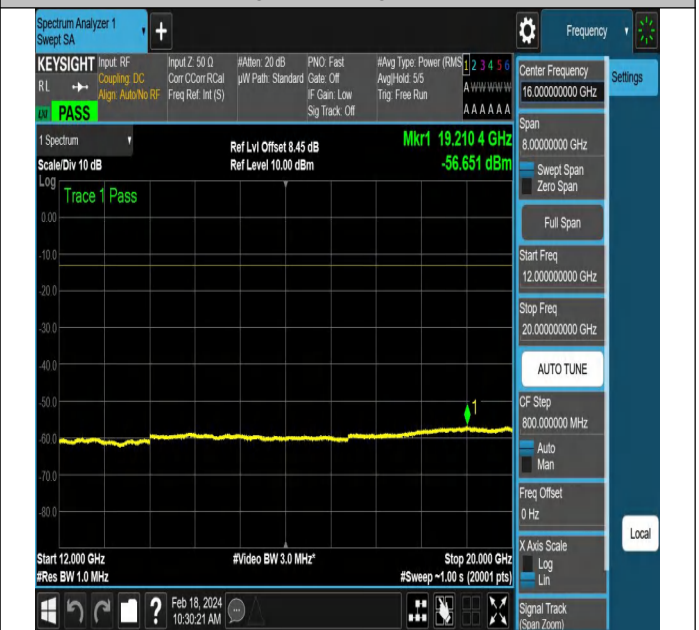 Spectrum Analyzer 1
Swept SA
+
Frequency
KEYSIGHT
RL
PASS
Input: RF
Coupling: DC
Align: Auto/No RF
Input Z: 50 Ω
Corr CCorr RCal
Freq Ref: Int (S)
#Atten: 20 dB
µW Path: Standard
PNO: Fast
Gate: Off
IF Gain: Low
Sig Track: Off
#Avg Type: Power (RMS
Avg|Hold: 5/5
Trig: Free Run
1 2 3 4 5 6
A W W W W W
A A A A A A
Center Frequency
16.000000000 GHz
Settings
Span
8.00000000 GHz
Swept Span
Zero Span
Full Span
Start Freq
12.000000000 GHz
Stop Freq
20.000000000 GHz
AUTO TUNE
CF Step
800.000000 MHz
Auto
Man
Freq Offset
0 Hz
X Axis Scale
Log
Lin
Signal Track
(Span Zoom)
Local
1 Spectrum
Scale/Div 10 dB
Ref Lvl Offset 8.45 dB
Ref Level 10.00 dBm
Mkr1 19.210 4 GHz
-56.651 dBm
Log
Trace 1 Pass
0.00
-10.0
-20.0
-30.0
-40.0
-50.0
-60.0
-70.0
-80.0
1
Start 12.000 GHz
#Res BW 1.0 MHz
#Video BW 3.0 MHz*
Stop 20.000 GHz
#Sweep ~1.00 s (20001 pts)
?
Feb 18, 2024
10:30:21 AM